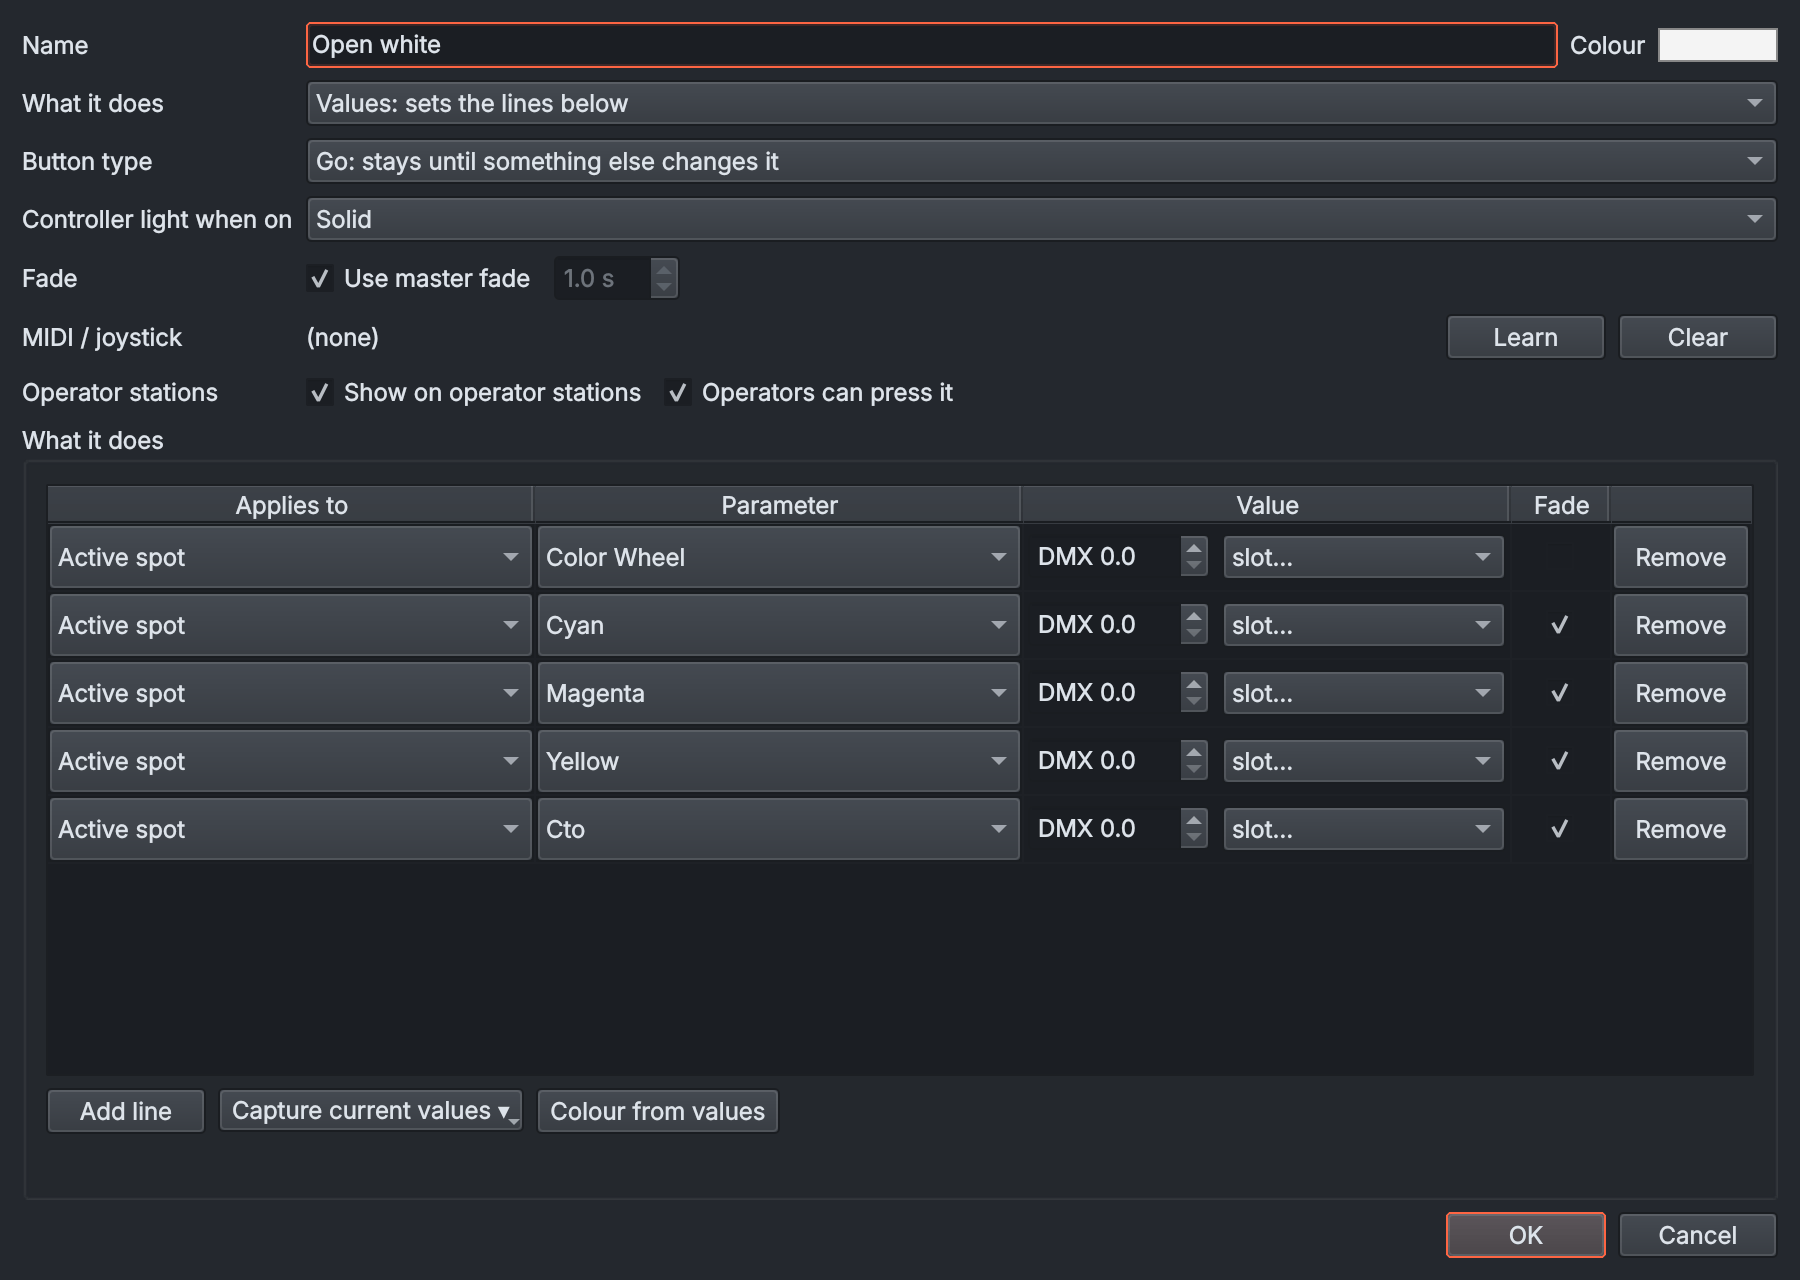 Name Open white Colour
What it does Values: sets the lines below
Button type Go: stays until something else changes it
Controller light when on Solid
Fade Use master fade 1.0 s
MIDI / joystick (none) Learn Clear
Operator stations Show on operator stations Operators can press it
What it does
Applies to Parameter Value Fade
Active spot Color Wheel DMX 0.0 slot... Remove
Active spot Cyan DMX 0.0 slot... Remove
Active spot Magenta DMX 0.0 slot... Remove
Active spot Yellow DMX 0.0 slot... Remove
Active spot Cto DMX 0.0 slot... Remove
Add line Capture current values ▾ Colour from values
OK Cancel